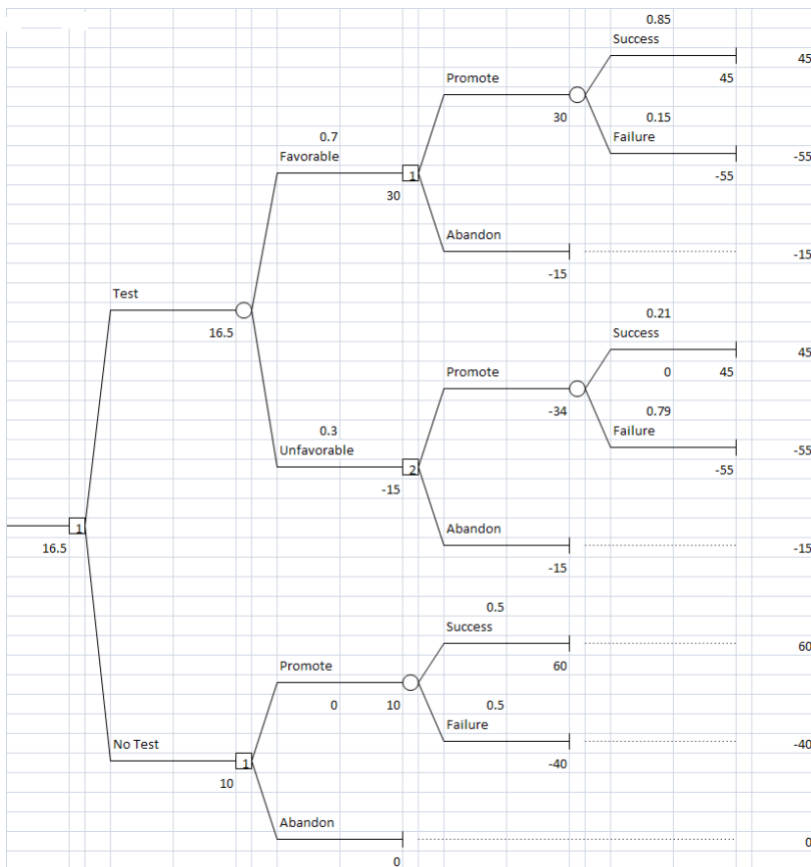 0.85
Success
45
Promote
45
30
0.15
0.7
Failure
Favorable
-55
1
-55
30
Abandon
-15
-15
Test
0.21
Success
16.5
45
Promote
0
45
-34
0.79
0.3
Failure
Unfavorable
-55
2
-55
-15
1
Abandon
16.5
-15
-15
0.5
Success
60
Promote
60
0
10
0.5
No Test
Failure
-40
1
-40
10
Abandon
0
0